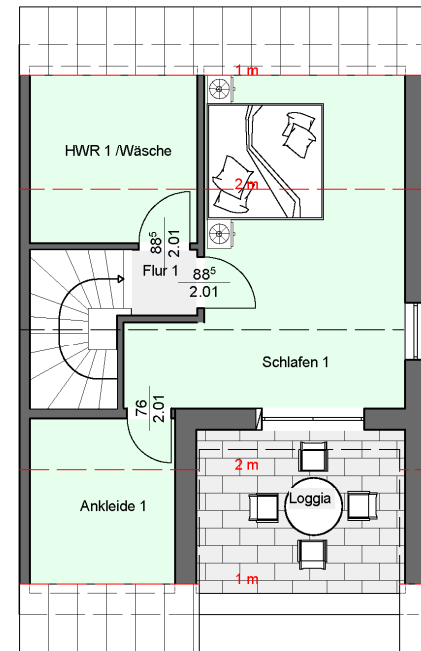 1 m
HWR 1 /Wäsche
2 m
88⁵
2.01
Flur 1
88⁵
2.01
Schlafen 1
76
2.01
2 m
Ankleide 1
Loggia
1 m